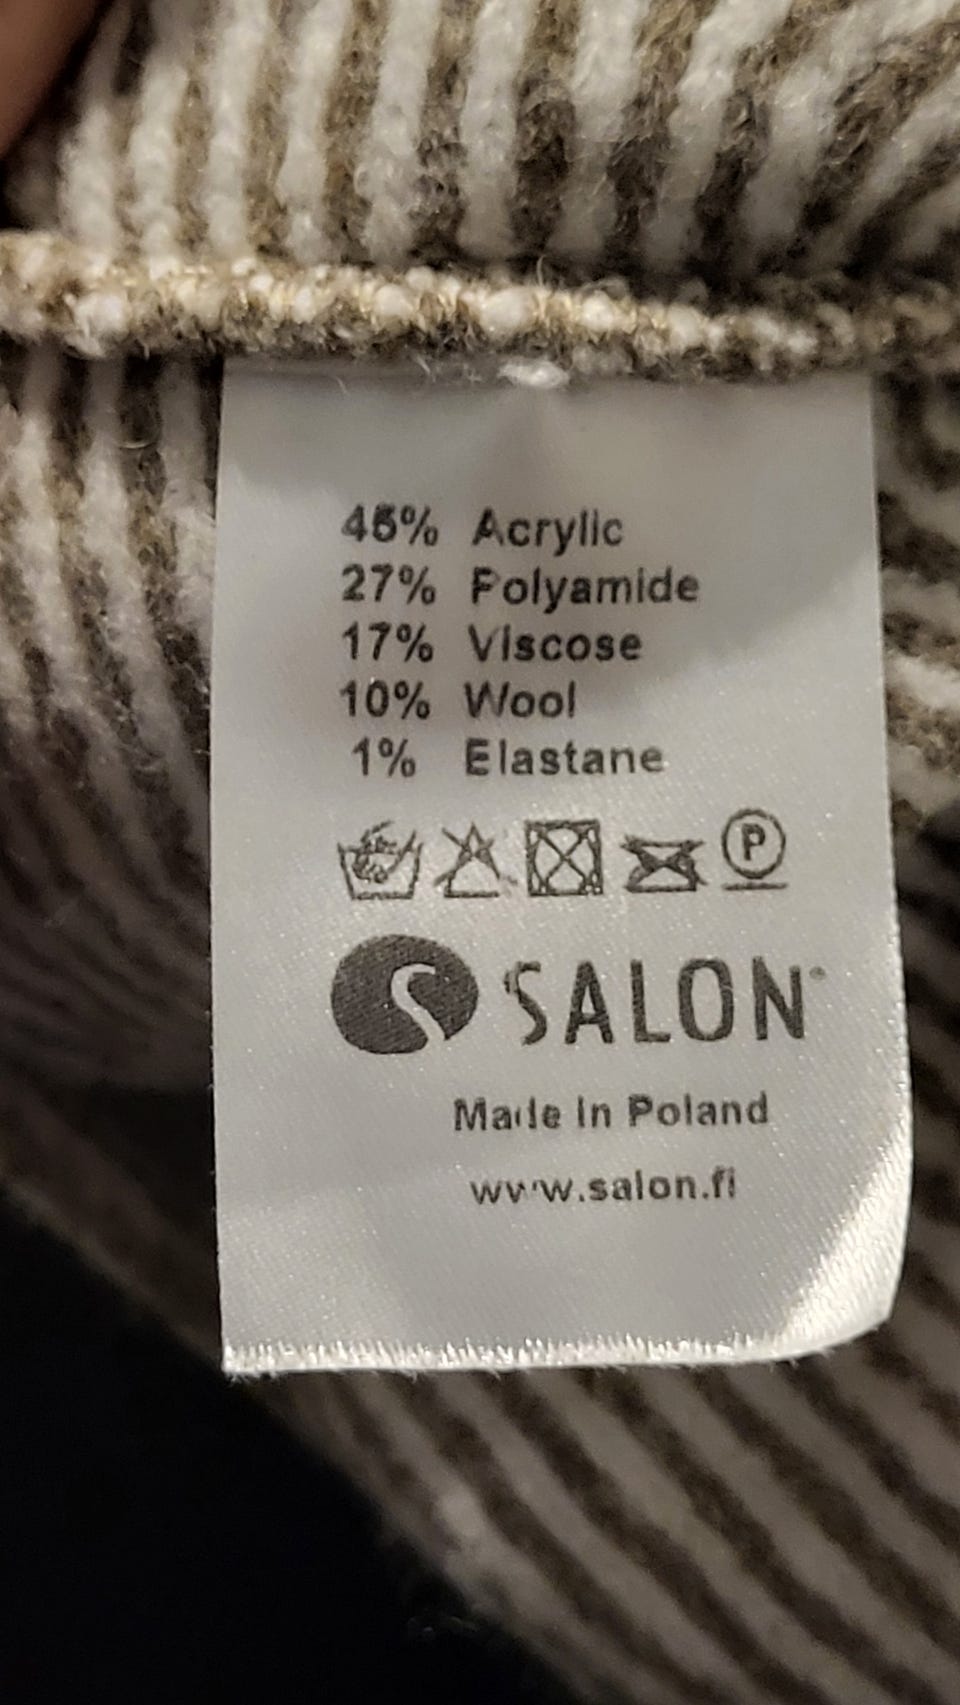 45% Acrylic
27% Polyamide
17% Viscose
10% Wool
1% Elastane
P
SALON
Made in Poland
www.salon.fi